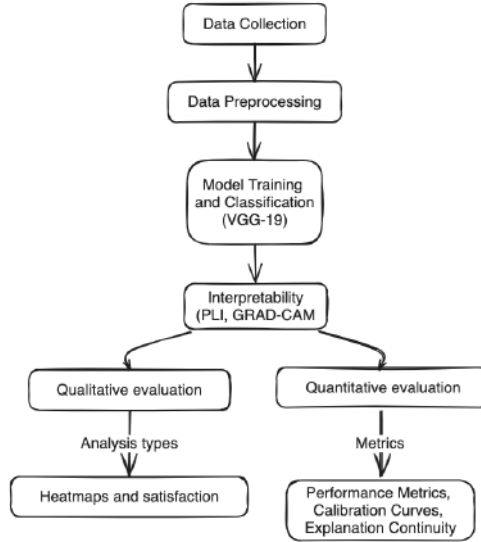 Data Collection
Data Preprocessing
Model Training
and Classification
(VGG-19)
Interpretability
(PLI, GRAD-CAM
Qualitative evaluation
Quantitative evaluation
Analysis types
Metrics
Heatmaps and satisfaction
Performance Metrics,
Calibration Curves,
Explanation Continuity